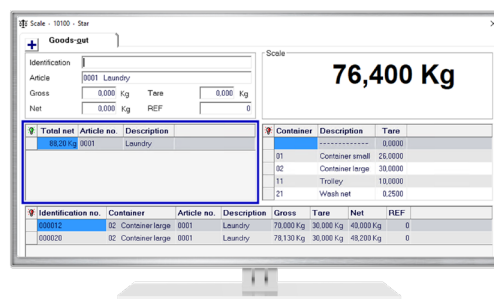 Scale - 10100 - Star
Goods-out
Identification
Article 0001 Laundry
Gross 0,000 Kg Tare 0,000 Kg
Net 0,000 Kg REF 0
Scale
76,400 Kg
Total net Article no. Description
88,20 Kg 0001 Laundry
Container Description Tare
------------- 0,0000
01 Container small 26,0000
02 Container large 30,0000
11 Trolley 10,0000
21 Wash net 0,2500
Identification no. Container Article no. Description Gross Tare Net REF
000012 02 Container large 0001 Laundry 70,000 Kg 30,000 Kg 40,000 Kg 0
000020 02 Container large 0001 Laundry 78,130 Kg 30,000 Kg 48,200 Kg 0